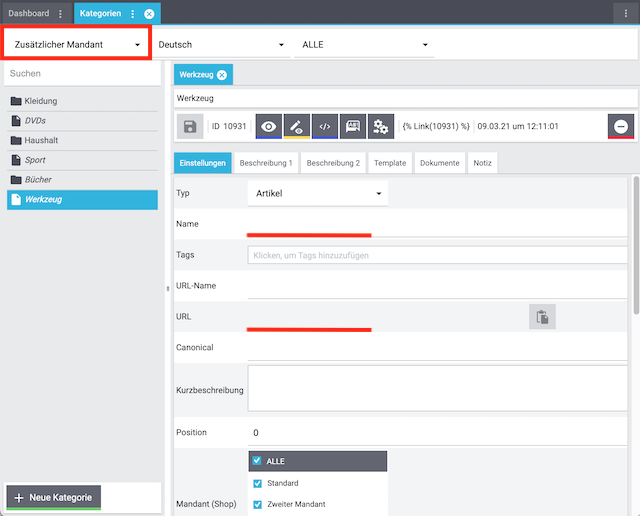 Dashboard
Kategorien
Zusätzlicher Mandant
Deutsch
ALLE
Suchen
Kleidung
DVDs
Haushalt
Sport
Bücher
Werkzeug
Neue Kategorie
Werkzeug
Werkzeug
ID 10931
{% Link(10931) %}
09.03.21 um 12:11:01
Einstellungen
Beschreibung 1
Beschreibung 2
Template
Dokumente
Notiz
Typ
Artikel
Name
Tags
Klicken, um Tags hinzuzufügen
URL-Name
URL
Canonical
Kurzbeschreibung
Position
0
Mandant (Shop)
ALLE
Standard
Zweiter Mandant